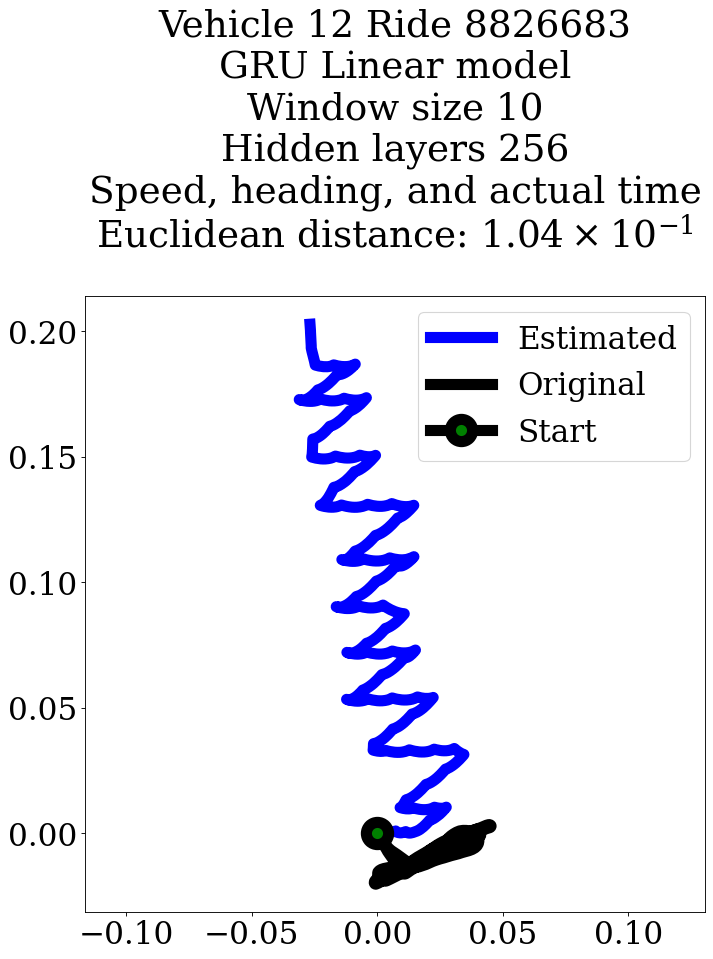 Vehicle 12 Ride 8826683
GRU Linear model
Window size 10
Hidden layers 256
Speed, heading, and actual time
Euclidean distance: 1.04 × 10⁻¹
Estimated
Original
Start
0.20
0.15
0.10
0.05
0.00
−0.10 −0.05 0.00 0.05 0.10